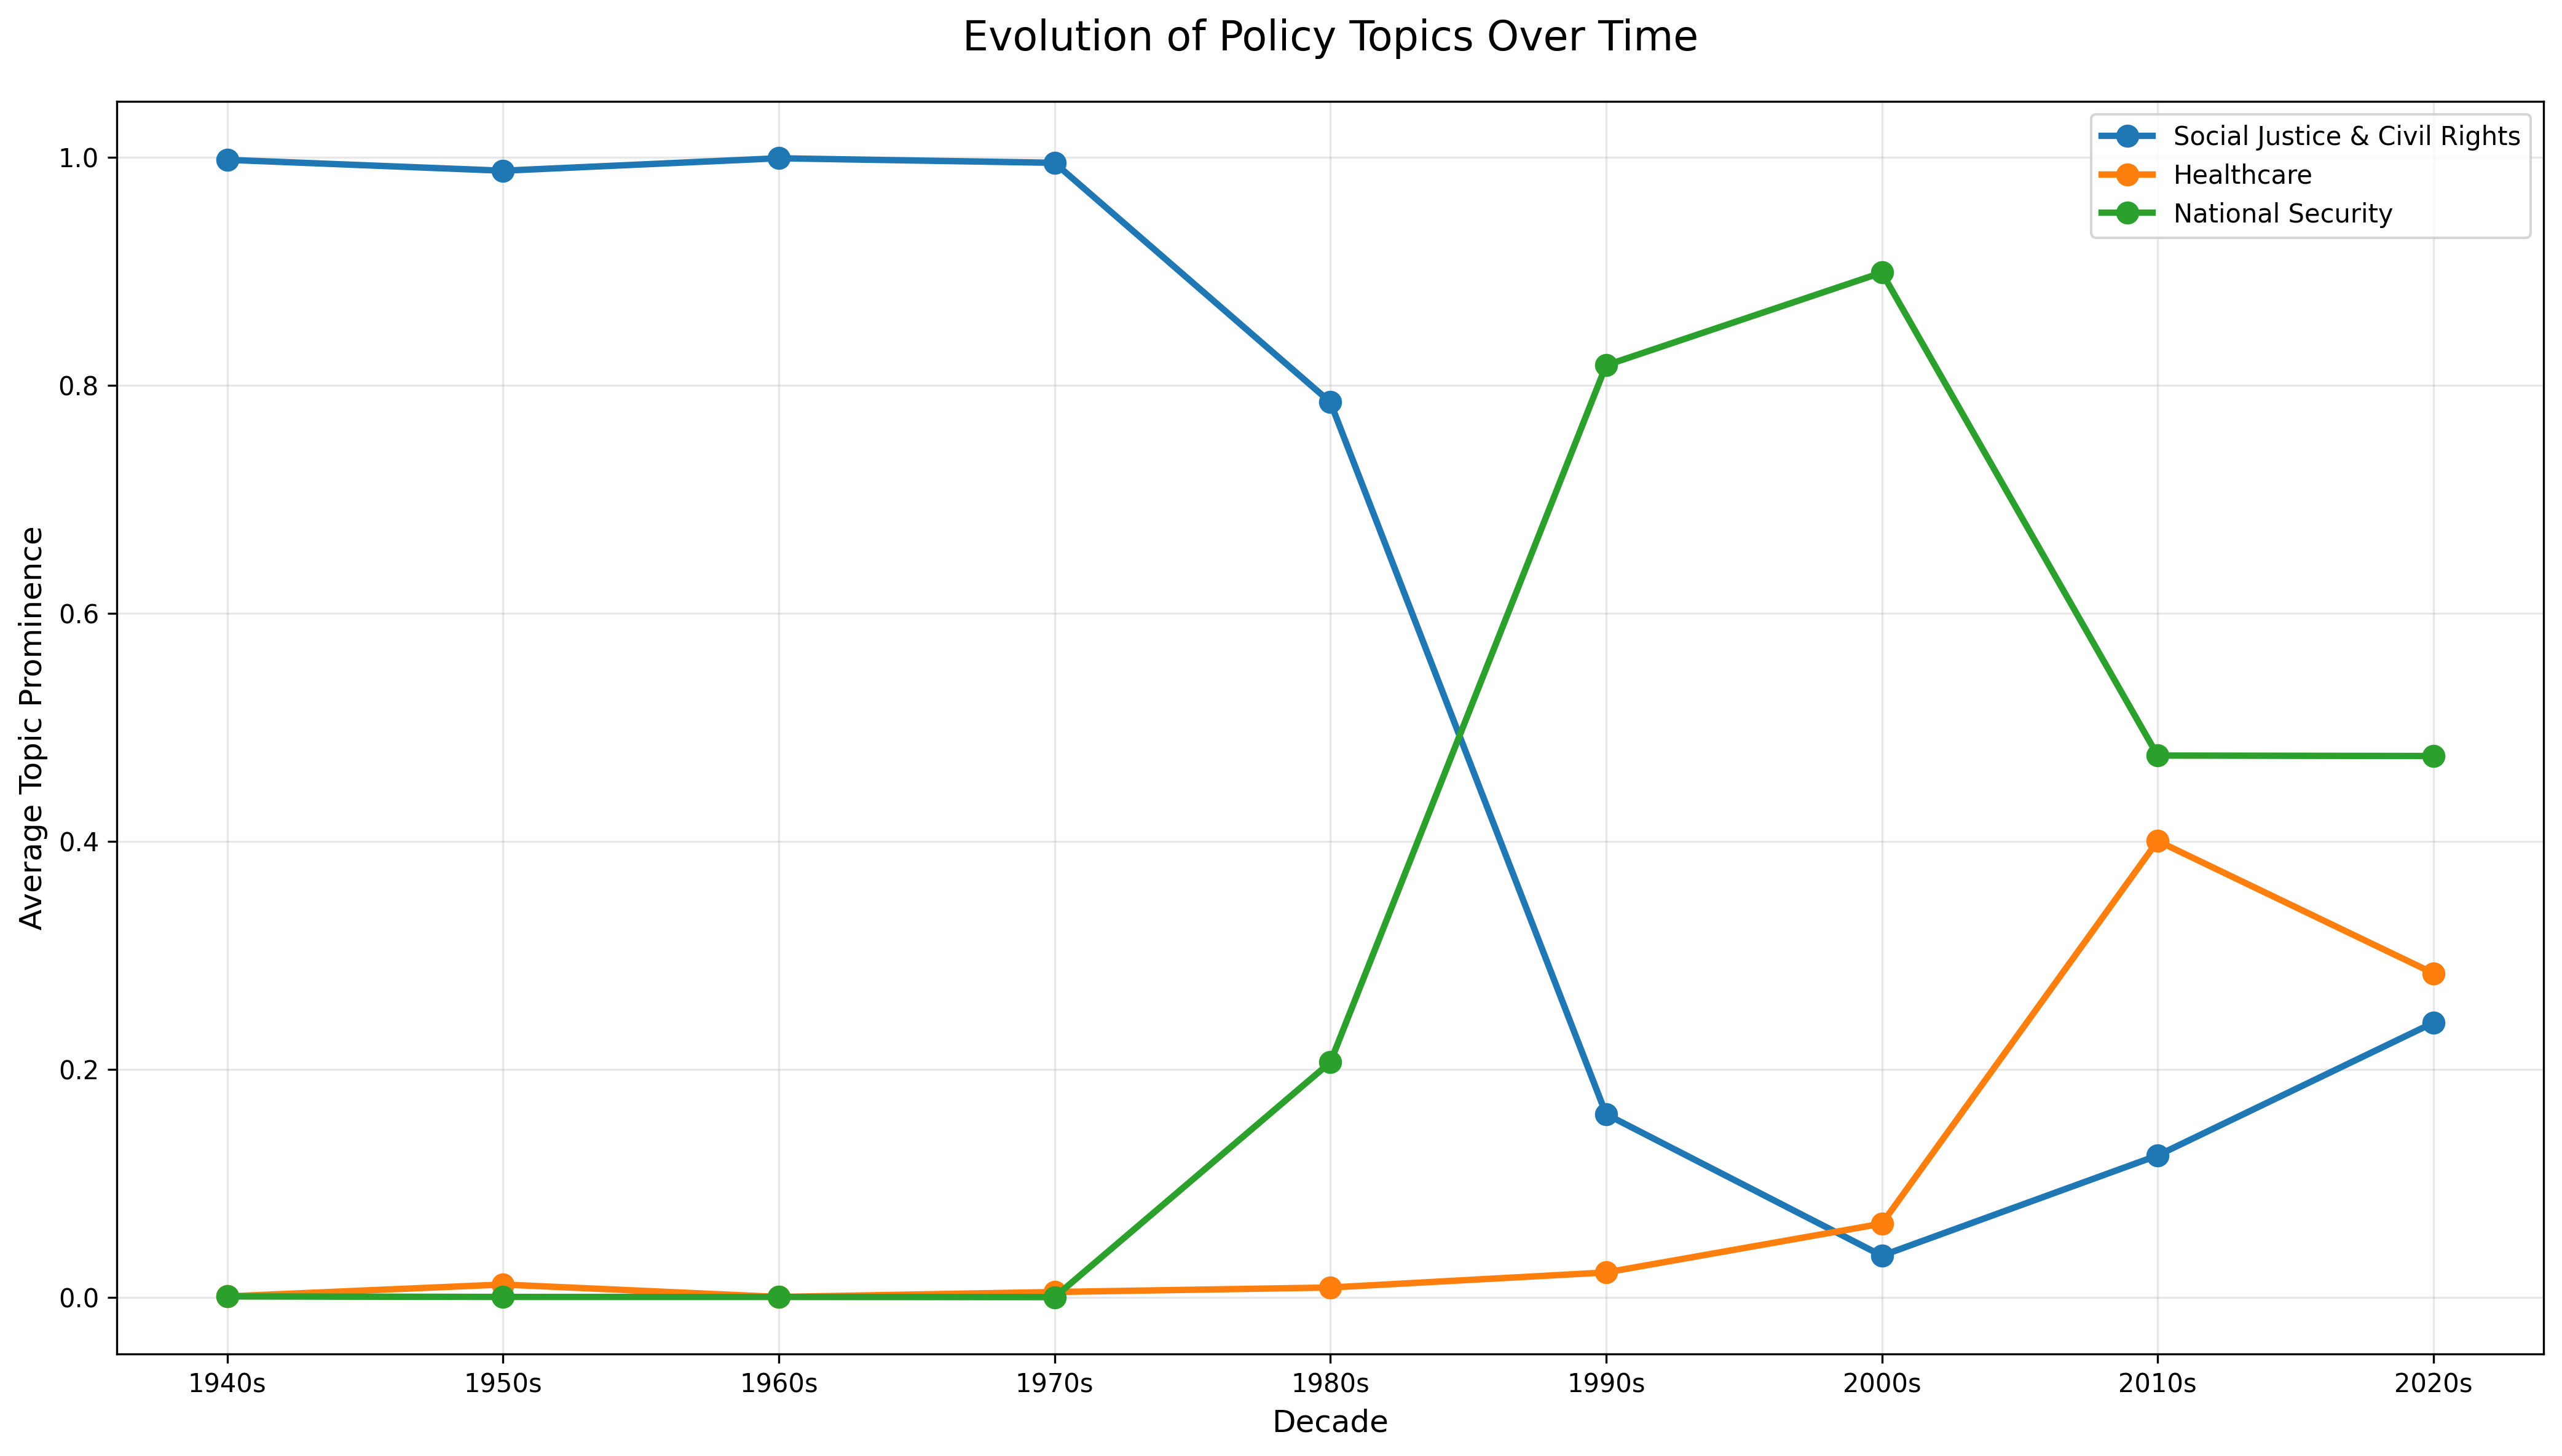 Evolution of Policy Topics Over Time
Social Justice & Civil Rights
Healthcare
National Security
Average Topic Prominence
1.0
0.8
0.6
0.4
0.2
0.0
1940s 1950s 1960s 1970s 1980s 1990s 2000s 2010s 2020s
Decade